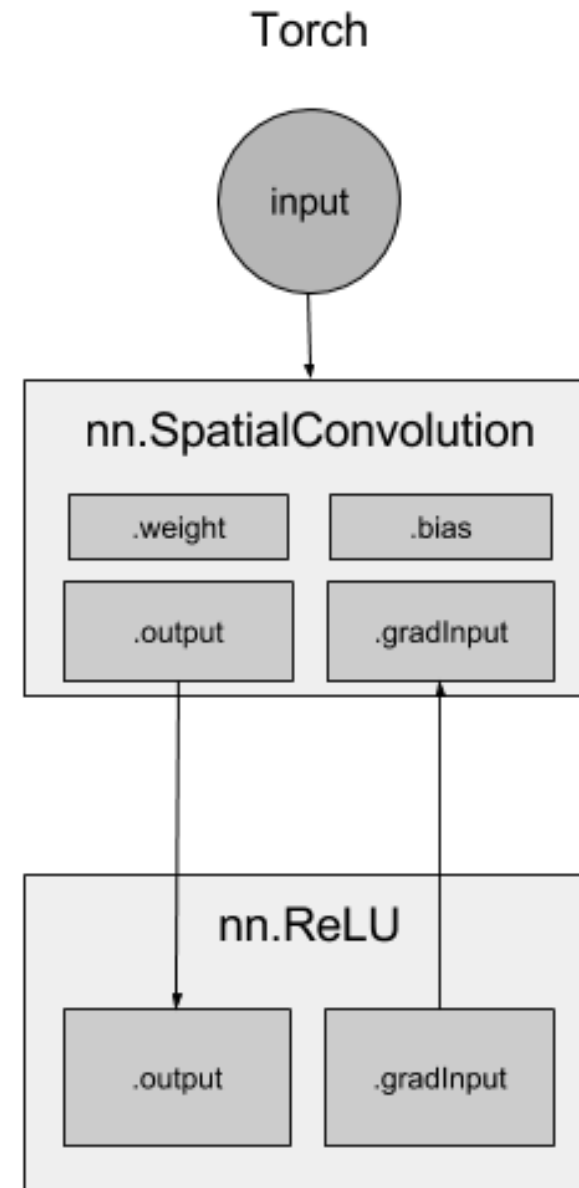 Torch
input
nn.SpatialConvolution
.weight
.bias
.output
.gradInput
nn.ReLU
.output
.gradInput